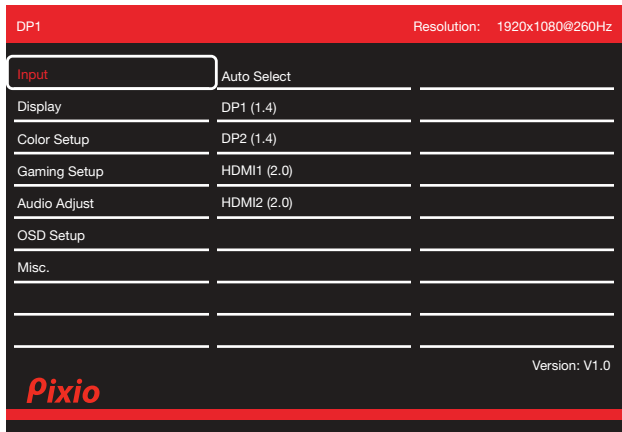 DP1 Resolution: 1920x1080@260Hz
Input Auto Select
Display DP1 (1.4)
Color Setup DP2 (1.4)
Gaming Setup HDMI1 (2.0)
Audio Adjust HDMI2 (2.0)
OSD Setup
Misc.
Version: V1.0
Pixio